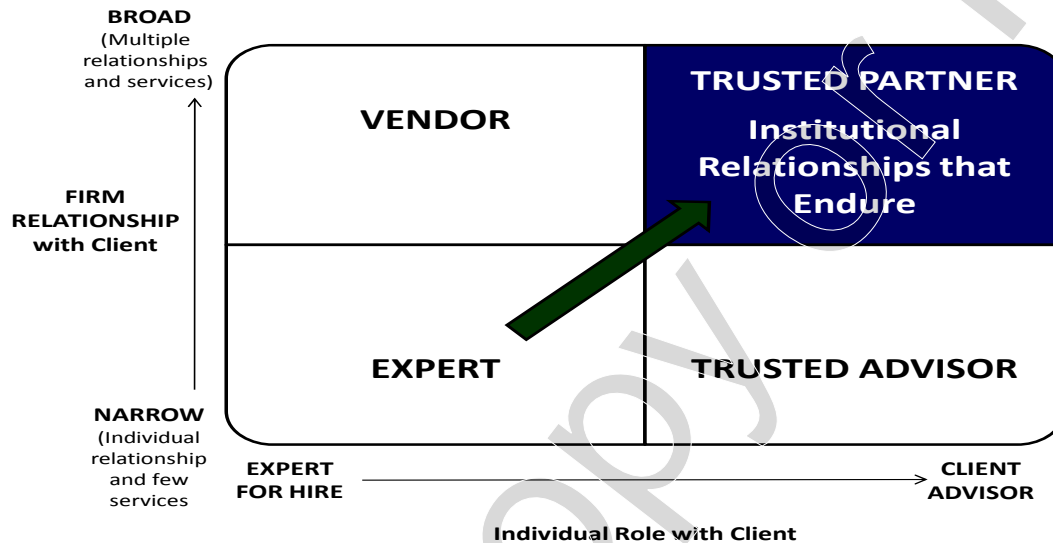 BROAD
(Multiple
relationships
and services)
FIRM
RELATIONSHIP
with Client
NARROW
(Individual
relationship
and few
services
VENDOR
TRUSTED PARTNER
Institutional
Relationships that
Endure
EXPERT
TRUSTED ADVISOR
EXPERT
FOR HIRE
CLIENT
ADVISOR
Individual Role with Client